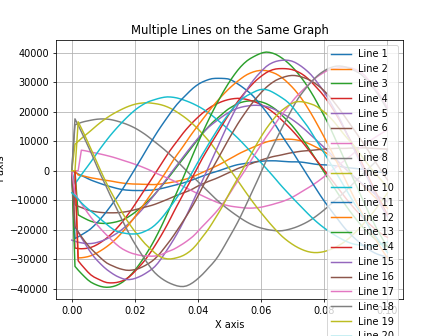 Multiple Lines on the Same Graph
40000
30000
20000
10000
0
−10000
−20000
−30000
−40000
0.00
0.02
0.04
0.06
0.08
X axis
axis
Line 1
Line 2
Line 3
Line 4
Line 5
Line 6
Line 7
Line 8
Line 9
Line 10
Line 11
Line 12
Line 13
Line 14
Line 15
Line 16
Line 17
Line 18
Line 19
Line 20